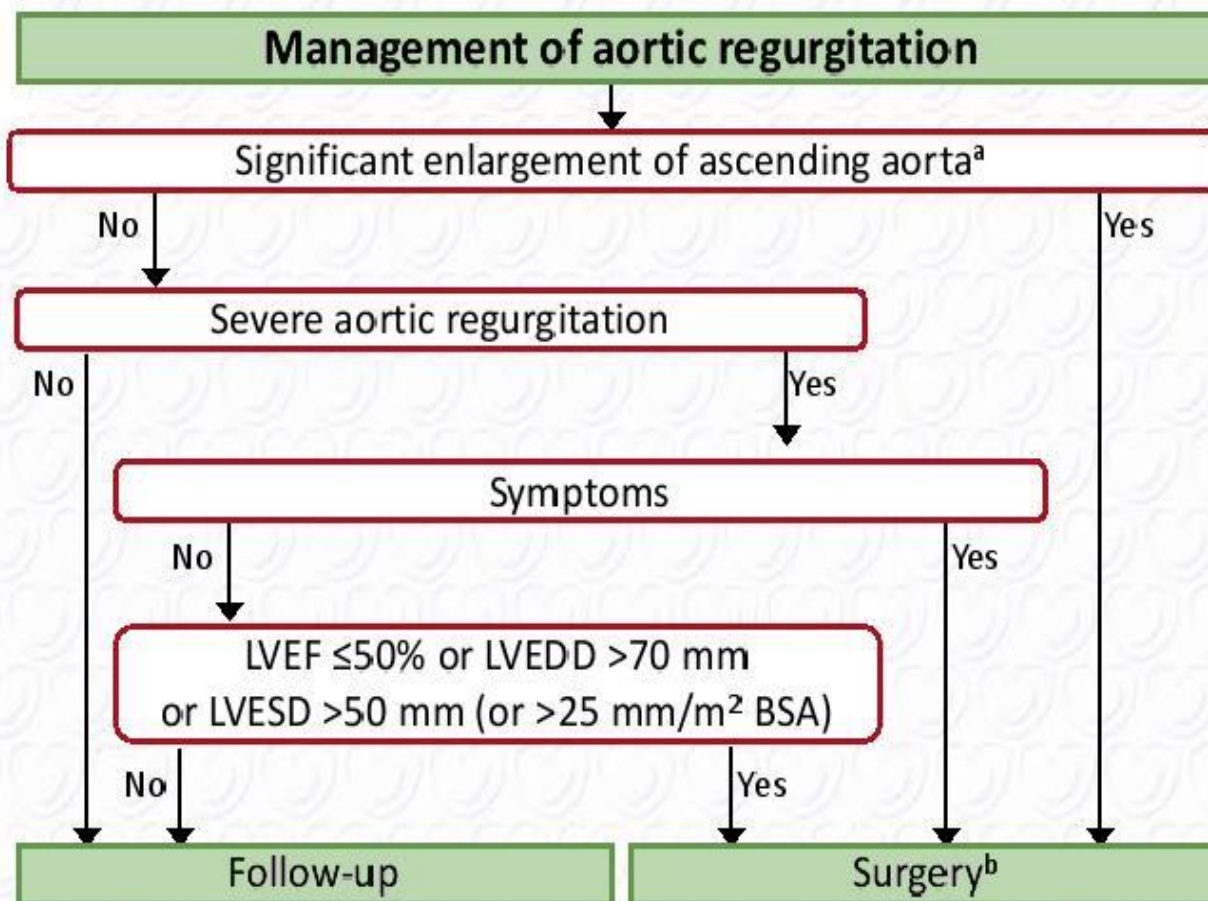 Management of aortic regurgitation
Significant enlargement of ascending aortaᵃ
No
Yes
Severe aortic regurgitation
No
Yes
Symptoms
No
Yes
LVEF ≤50% or LVEDD >70 mm
or LVESD >50 mm (or >25 mm/m² BSA)
No
Yes
Follow-up
Surgeryᵇ